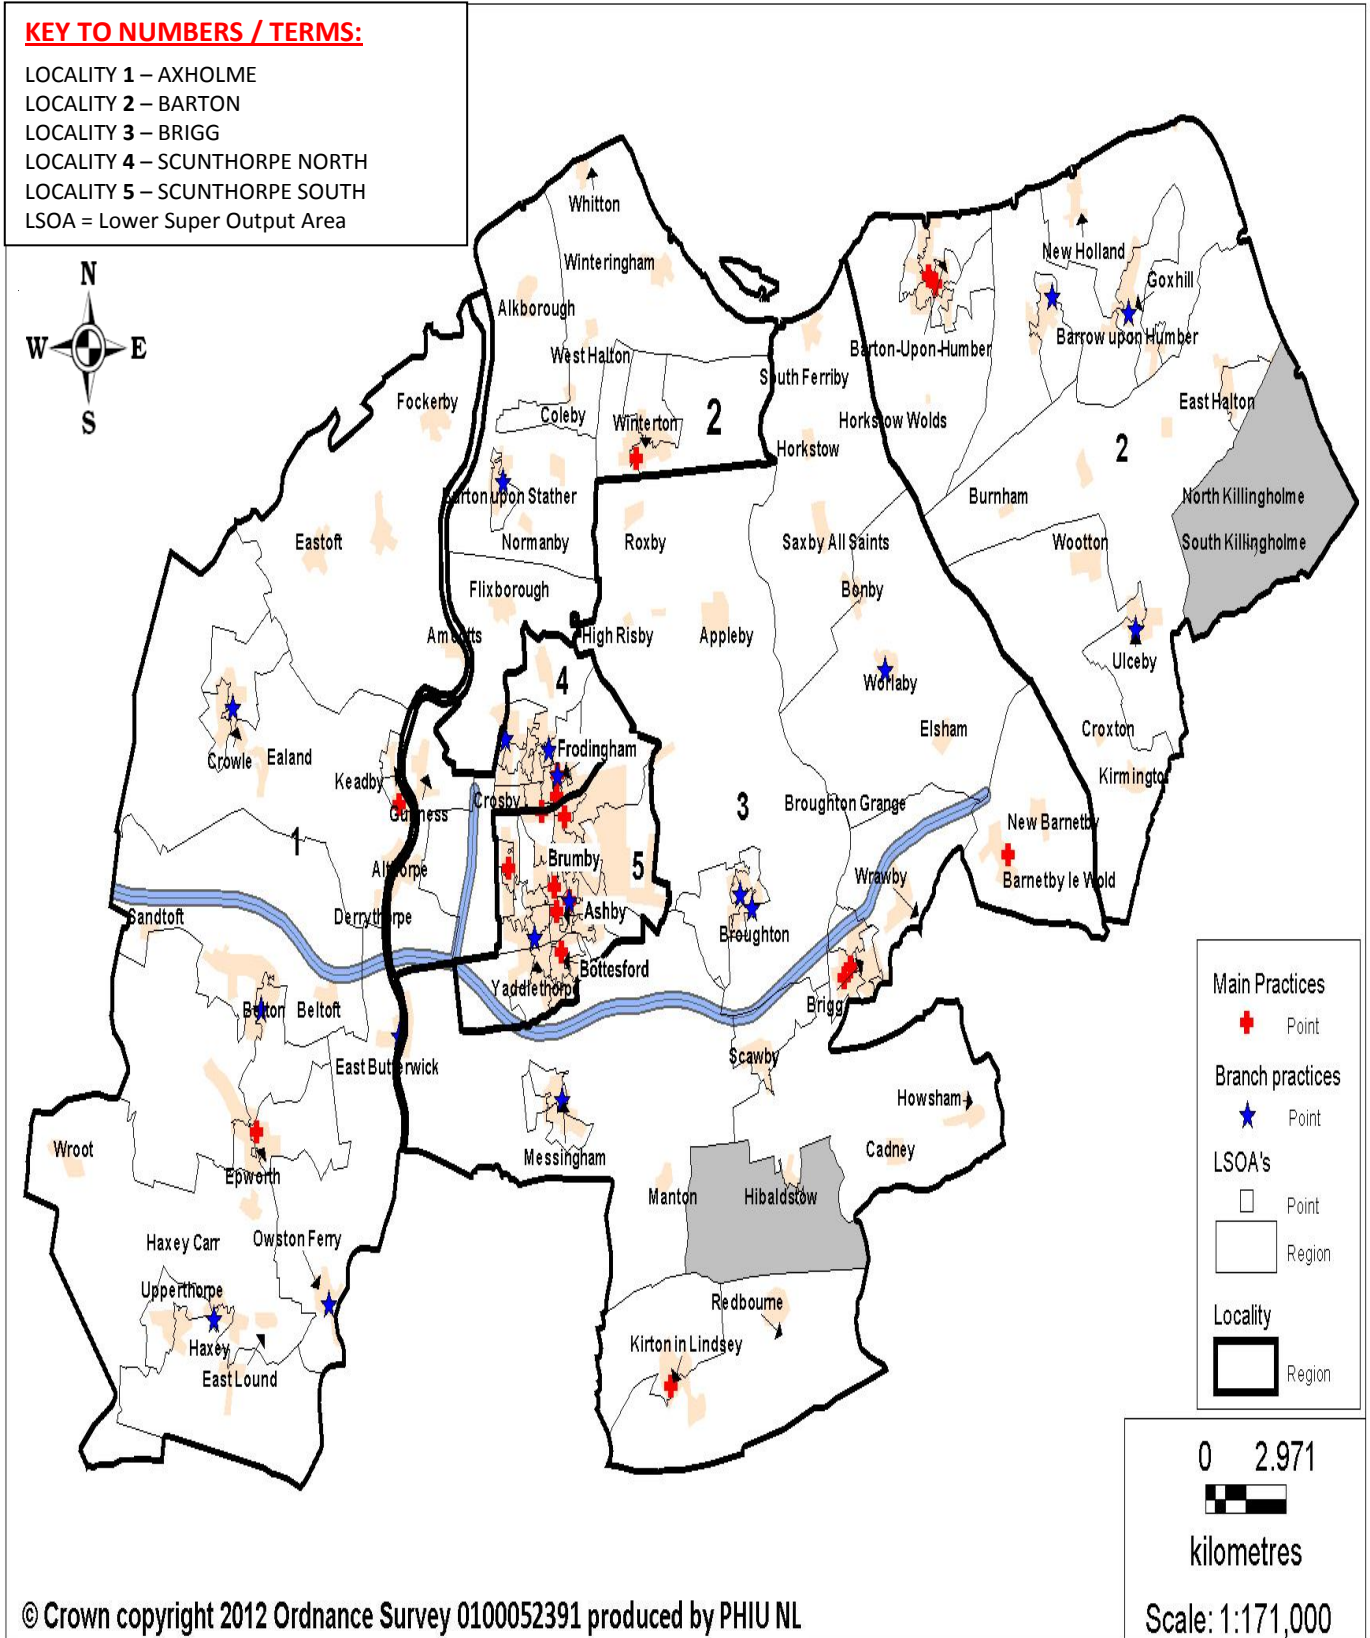 KEY TO NUMBERS / TERMS:
LOCALITY 1 – AXHOLME
LOCALITY 2 – BARTON
LOCALITY 3 – BRIGG
LOCALITY 4 – SCUNTHORPE NORTH
LOCALITY 5 – SCUNTHORPE SOUTH
LSOA = Lower Super Output Area
N
W E
S
Whitton
Winteringham
Alkborough
West Halton
Coleby
Winterton
2
Fockerby
Burton upon Stather
Normanby
Eastoft
Flixborough
Amcotts
High Risby
Roxby
Appleby
South Ferriby
Horkstow
Horkstow Wolds
Saxby All Saints
Bonby
Worlaby
Elsham
New Holland
Goxhill
Barton-Upon-Humber
Barrow upon Humber
East Halton
2
Burnham
North Killingholme
Wootton
South Killingholme
Ulceby
Croxton
Kirmington
4
Frodingham
Crowle
Ealand
Keadby
Gunness
Crosby
1
3
Broughton Grange
New Barnetby
Barnetby le Wold
Wrawby
Brumby
5
Althorpe
Ashby
Derrythorpe
Sandtoft
Broughton
Bottesford
Yaddlethorpe
Brigg
Belton
Beltoft
East Butterwick
Scawby
Howsham
Cadney
Messingham
Wroot
Epworth
Manton
Hibaldstow
Haxey Carr
Owston Ferry
Upperthorpe
Haxey
East Lound
Redbourne
Kirton in Lindsey
Main Practices
Point
Branch practices
Point
LSOA's
Point
Region
Locality
Region
0 2.971
kilometres
Scale: 1:171,000
© Crown copyright 2012 Ordnance Survey 0100052391 produced by PHIU NL